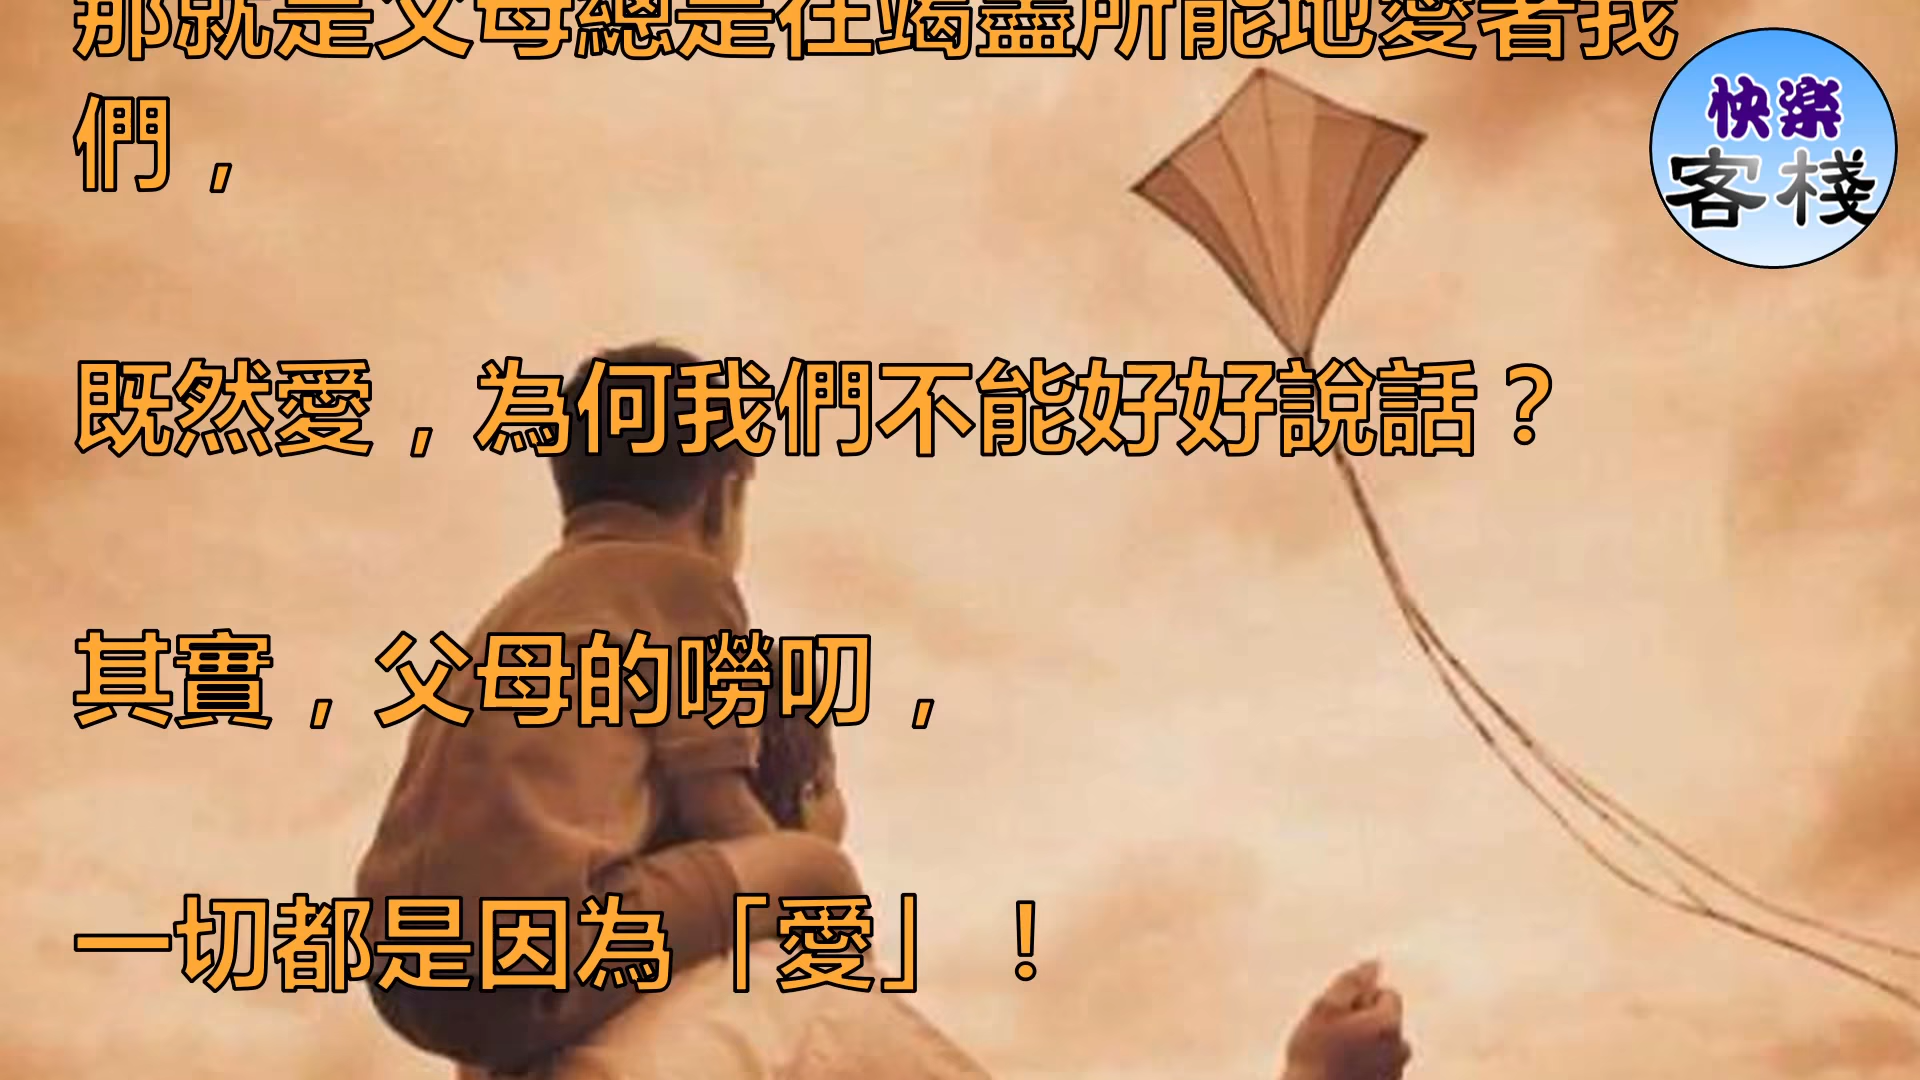 那就是父母總是在竭盡所能地愛著我
們，
快樂
客棧
既然愛，為何我們不能好好說話？
其實，父母的嘮叨，
一切都是因為「愛」！